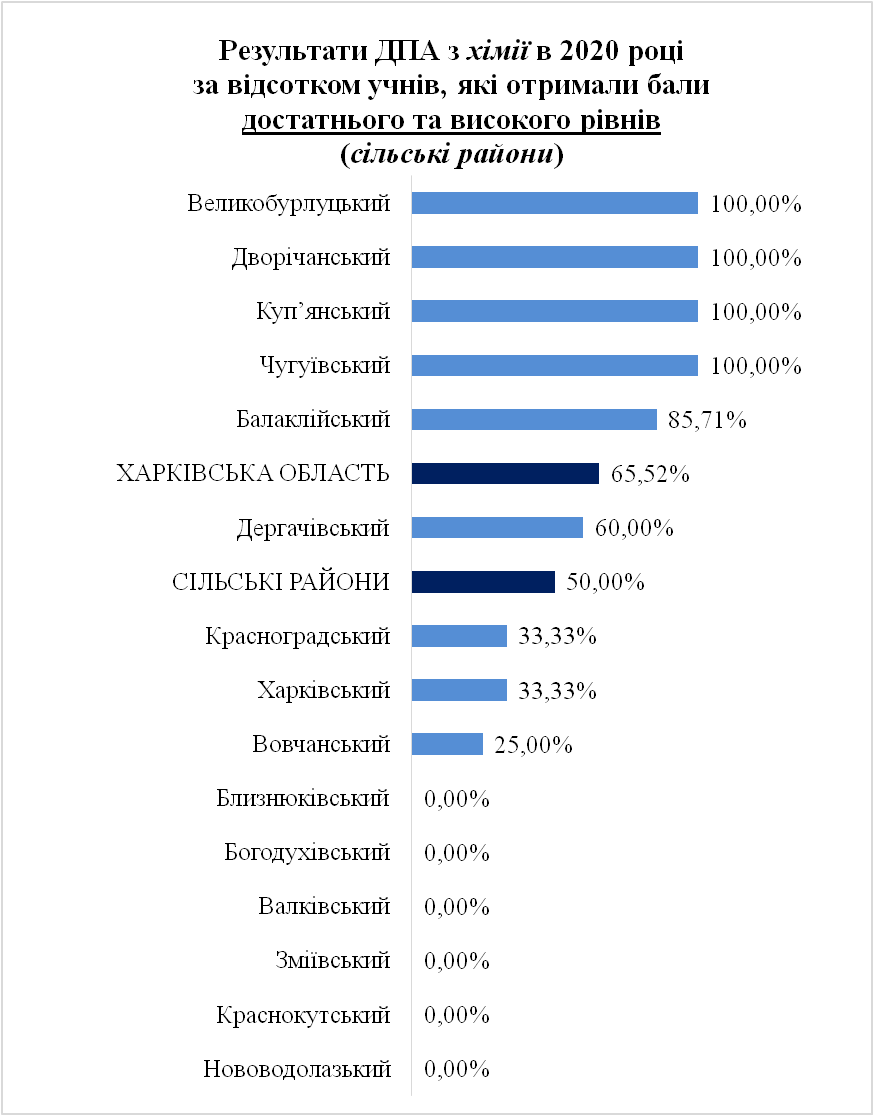 Результати ДПА з хімії в 2020 році
за відсотком учнів, які отримали бали
достатнього та високого рівнів
(сільські райони)
Великобурлуцький 100,00%
Дворічанський 100,00%
Куп’янський 100,00%
Чугуївський 100,00%
Балаклійський 85,71%
ХАРКІВСЬКА ОБЛАСТЬ 65,52%
Дергачівський 60,00%
СІЛЬСЬКІ РАЙОНИ 50,00%
Красноградський 33,33%
Харківський 33,33%
Вовчанський 25,00%
Близнюківський 0,00%
Богодухівський 0,00%
Валківський 0,00%
Зміївський 0,00%
Краснокутський 0,00%
Нововодолазький 0,00%